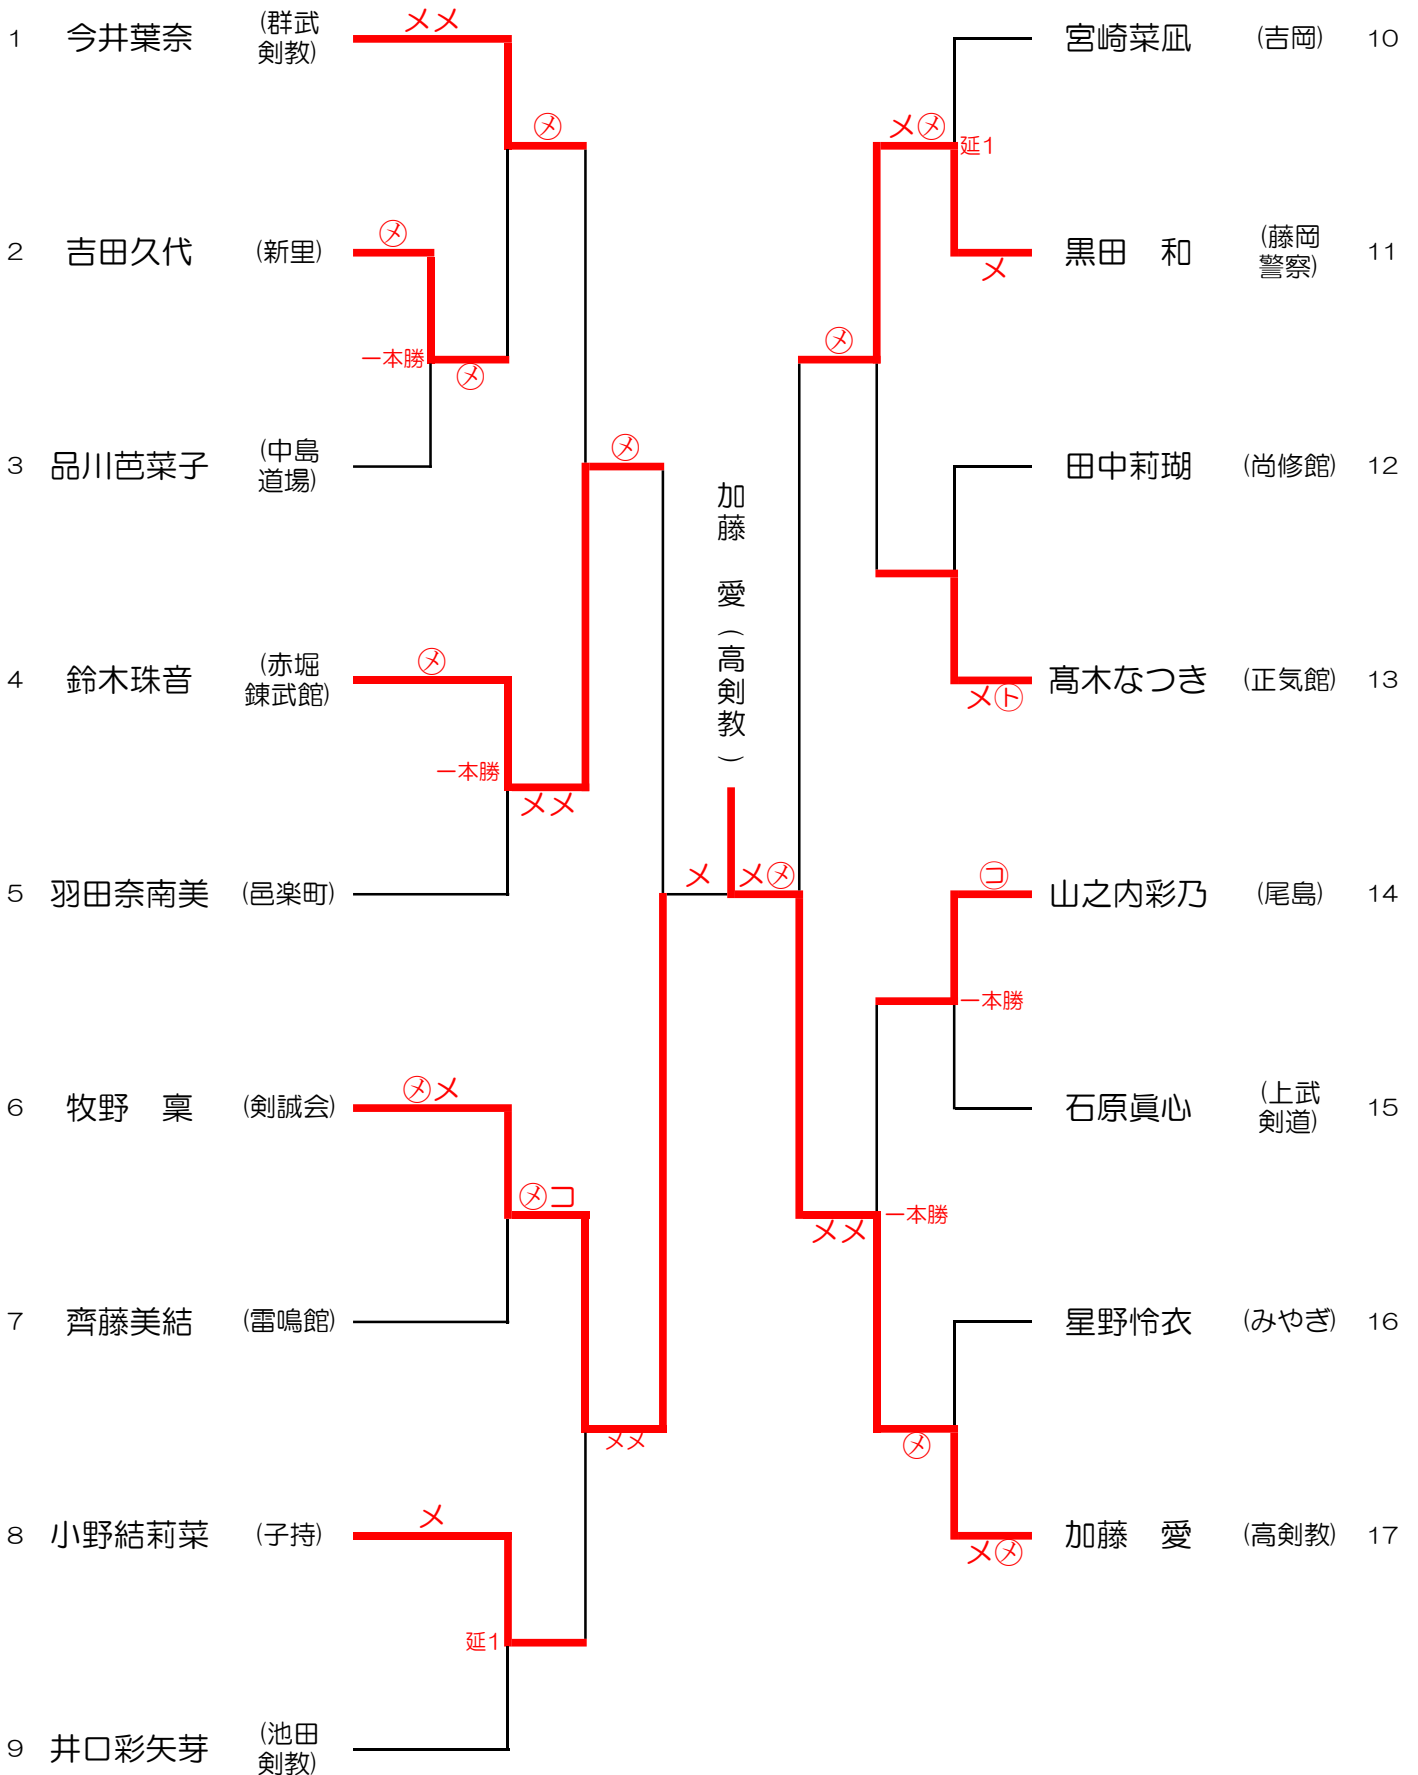 1 今井葉奈 (群武
剣教)
メメ
㋱
2 吉田久代 (新里)
㋱
一本勝
㋱
3 品川芭菜子 (中島
道場)
㋱
4 鈴木珠音 (赤堀
錬武館)
㋱
一本勝
メメ
5 羽田奈南美 (邑楽町)
6 牧野 稟 (剣誠会)
㋱メ
㋱コ
7 齊藤美結 (雷鳴館)
メメ
8 小野結莉菜 (子持)
メ
延1
9 井口彩矢芽 (池田
剣教)
加藤 愛(高剣教)
メ
メ㋱
宮崎菜凪 (吉岡) 10
メ㋱
延1
黒田 和 (藤岡
警察) 11
メ
㋱
田中莉瑚 (尚修館) 12
髙木なつき (正気館) 13
メ㋣
山之内彩乃 (尾島) 14
㋙
一本勝
石原眞心 (上武
剣道) 15
一本勝
メメ
星野怜衣 (みやぎ) 16
㋱
加藤 愛 (高剣教) 17
メ㋱